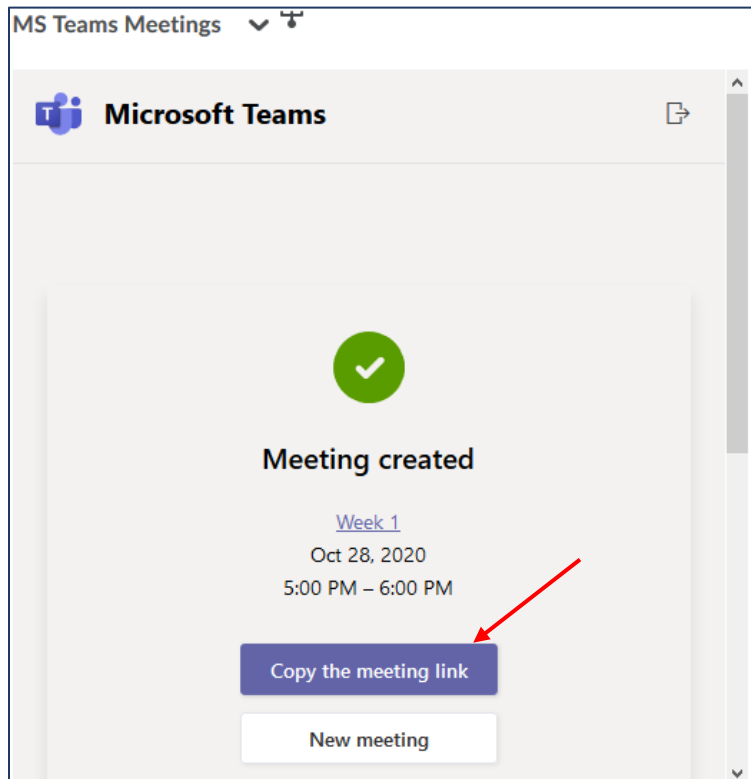 MS Teams Meetings
Microsoft Teams
Meeting created
Week 1
Oct 28, 2020
5:00 PM – 6:00 PM
Copy the meeting link
New meeting